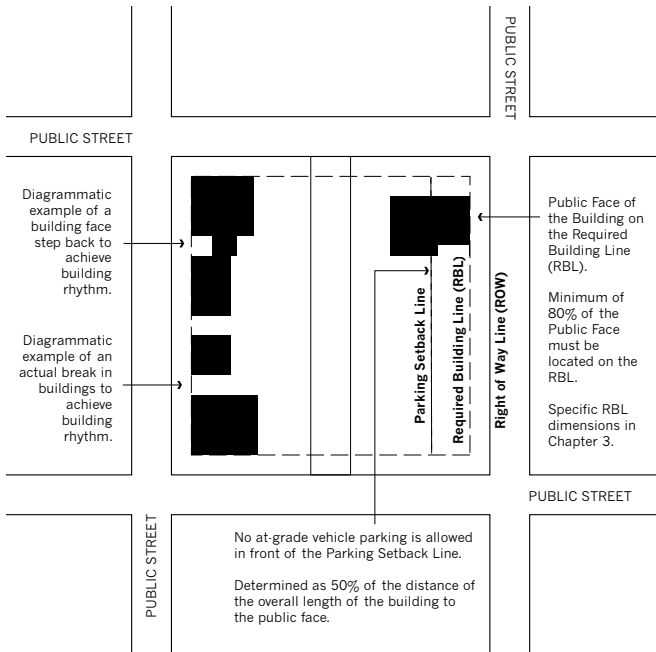 PUBLIC STREET
PUBLIC STREET
Diagrammatic
example of a
building face
step back to
achieve
building
rhythm.
Diagrammatic
example of an
actual break in
buildings to
achieve
building
rhythm.
Parking Setback Line
Required Building Line (RBL)
Right of Way Line (ROW)
Public Face of
the Building on
the Required
Building Line
(RBL).
Minimum of
80% of the
Public Face
must be
located on the
RBL.
Specific RBL
dimensions in
Chapter 3.
PUBLIC STREET
PUBLIC STREET
No at-grade vehicle parking is allowed
in front of the Parking Setback Line.
Determined as 50% of the distance of
the overall length of the building to
the public face.